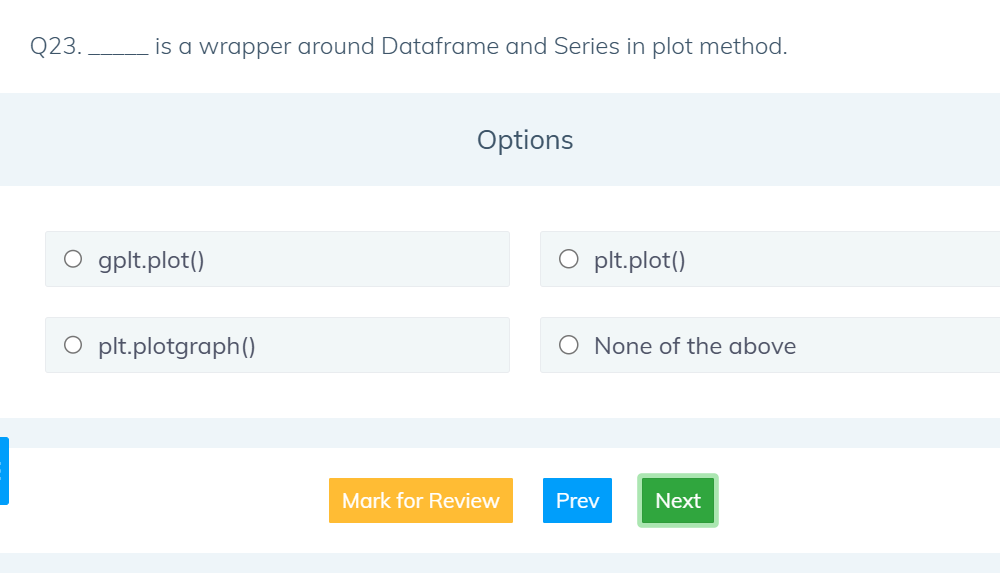 Q23. _____ is a wrapper around Dataframe and Series in plot method.
Options
gplt.plot()
plt.plot()
plt.plotgraph()
None of the above
Mark for Review
Prev
Next